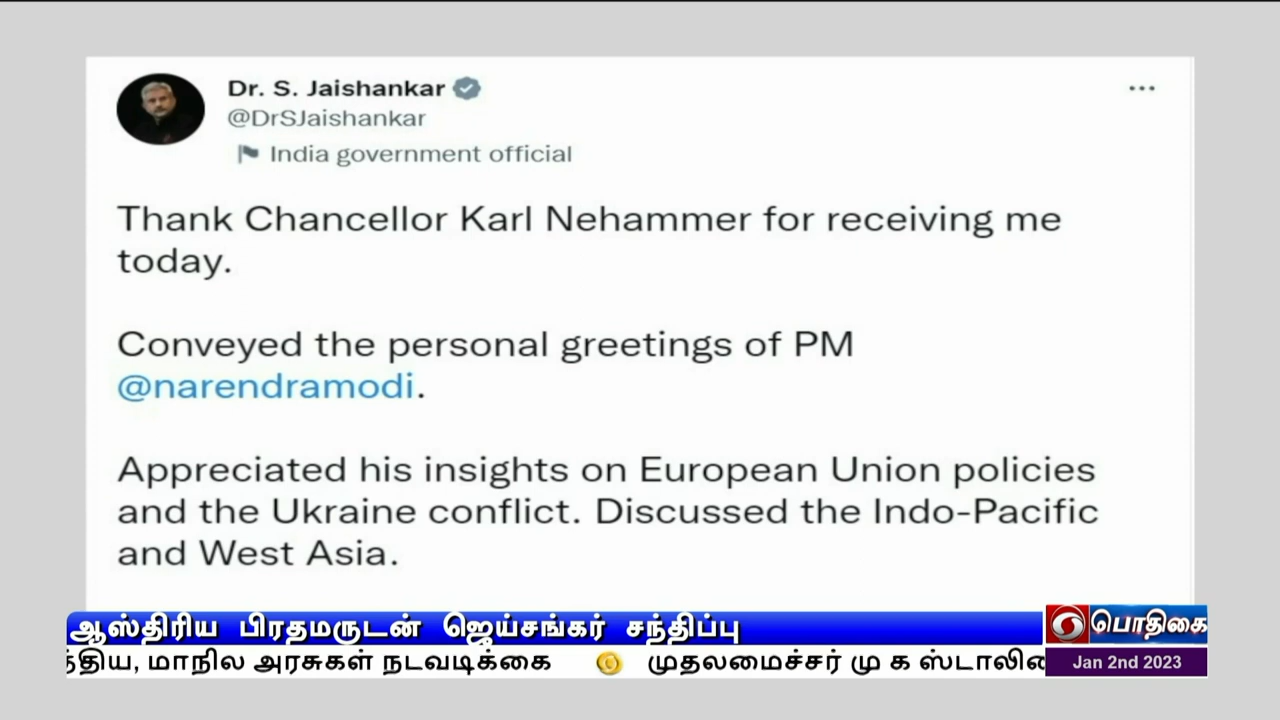 Dr. S. Jaishankar
@DrSJaishankar
India government official
Thank Chancellor Karl Nehammer for receiving me
today.
Conveyed the personal greetings of PM
@narendramodi.
Appreciated his insights on European Union policies
and the Ukraine conflict. Discussed the Indo-Pacific
and West Asia.
ஆஸ்திரிய பிரதமருடன் ஜெய்சங்கர் சந்திப்பு
பொதிகை
மாநில அரசுகள் நடவடிக்கை முதலமைச்சர் மு க
Jan 2nd 2023